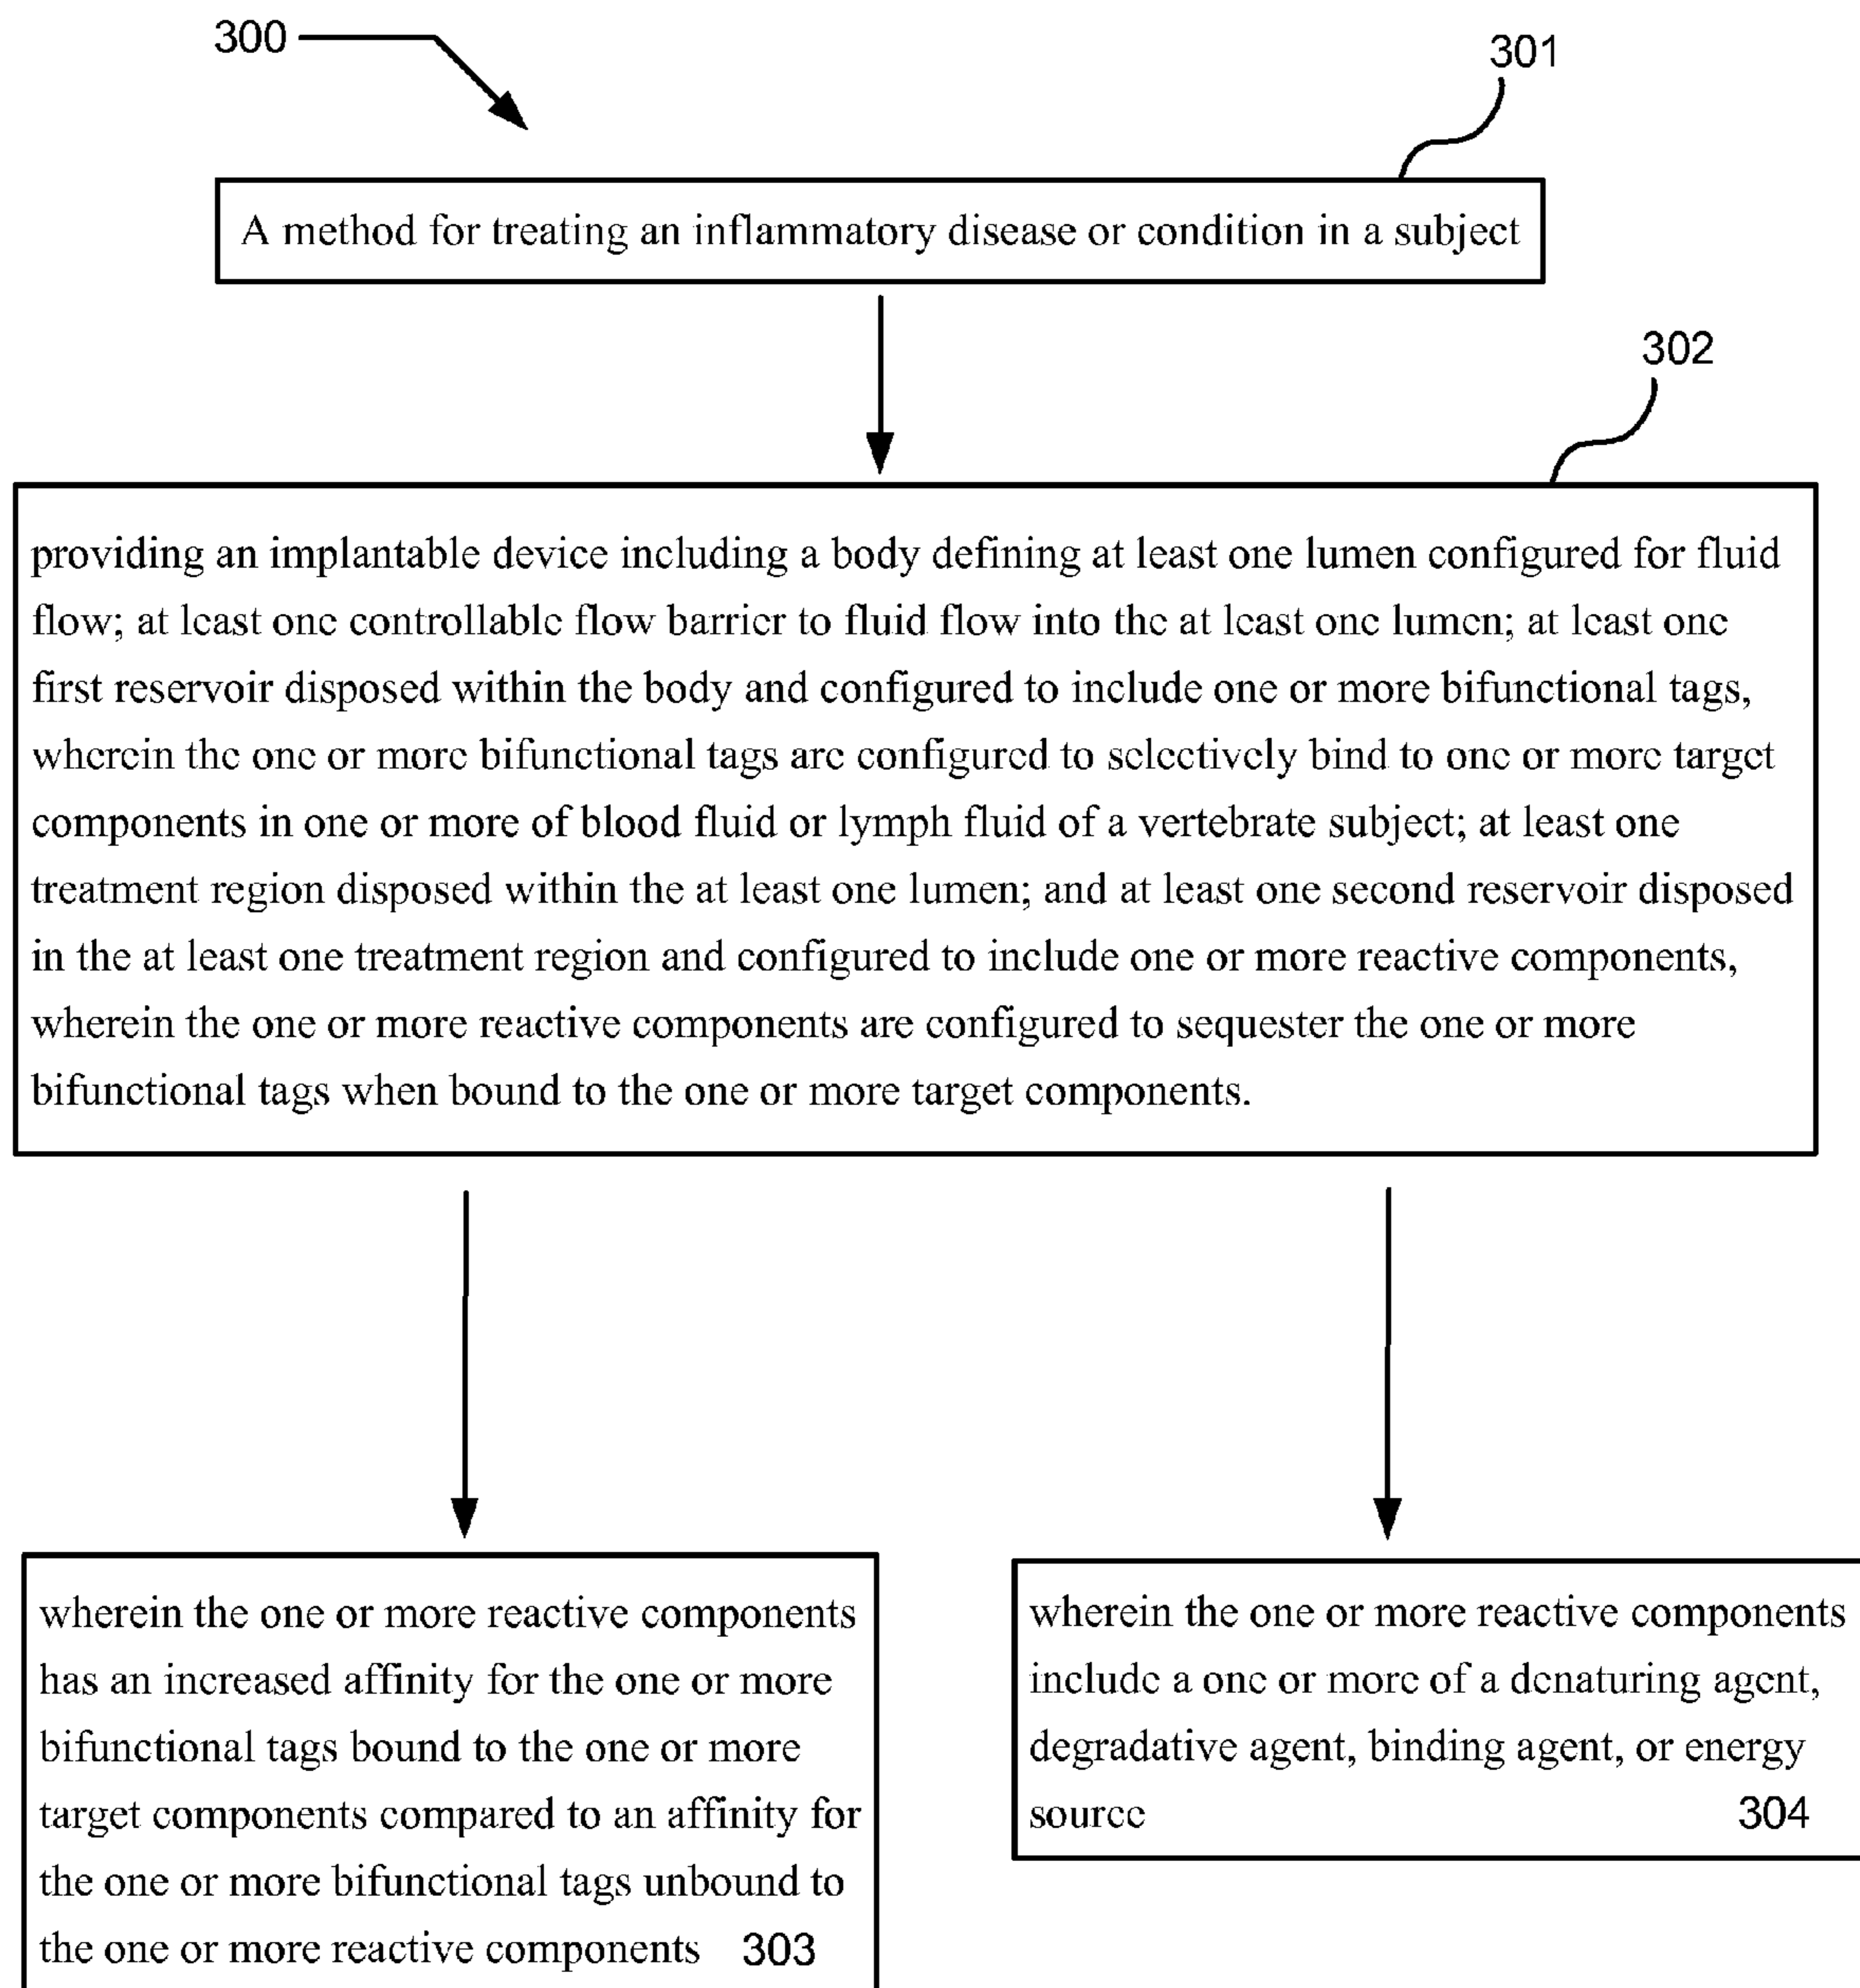 300
301
A method for treating an inflammatory disease or condition in a subject
302
providing an implantable device including a body defining at least one lumen configured for fluid
flow; at least one controllable flow barrier to fluid flow into the at least one lumen; at least one
first reservoir disposed within the body and configured to include one or more bifunctional tags,
wherein the one or more bifunctional tags are configured to selectively bind to one or more target
components in one or more of blood fluid or lymph fluid of a vertebrate subject; at least one
treatment region disposed within the at least one lumen; and at least one second reservoir disposed
in the at least one treatment region and configured to include one or more reactive components,
wherein the one or more reactive components are configured to sequester the one or more
bifunctional tags when bound to the one or more target components.
wherein the one or more reactive components
has an increased affinity for the one or more
bifunctional tags bound to the one or more
target components compared to an affinity for
the one or more bifunctional tags unbound to
the one or more reactive components 303
wherein the one or more reactive components
include a one or more of a denaturing agent,
degradative agent, binding agent, or energy
source 304